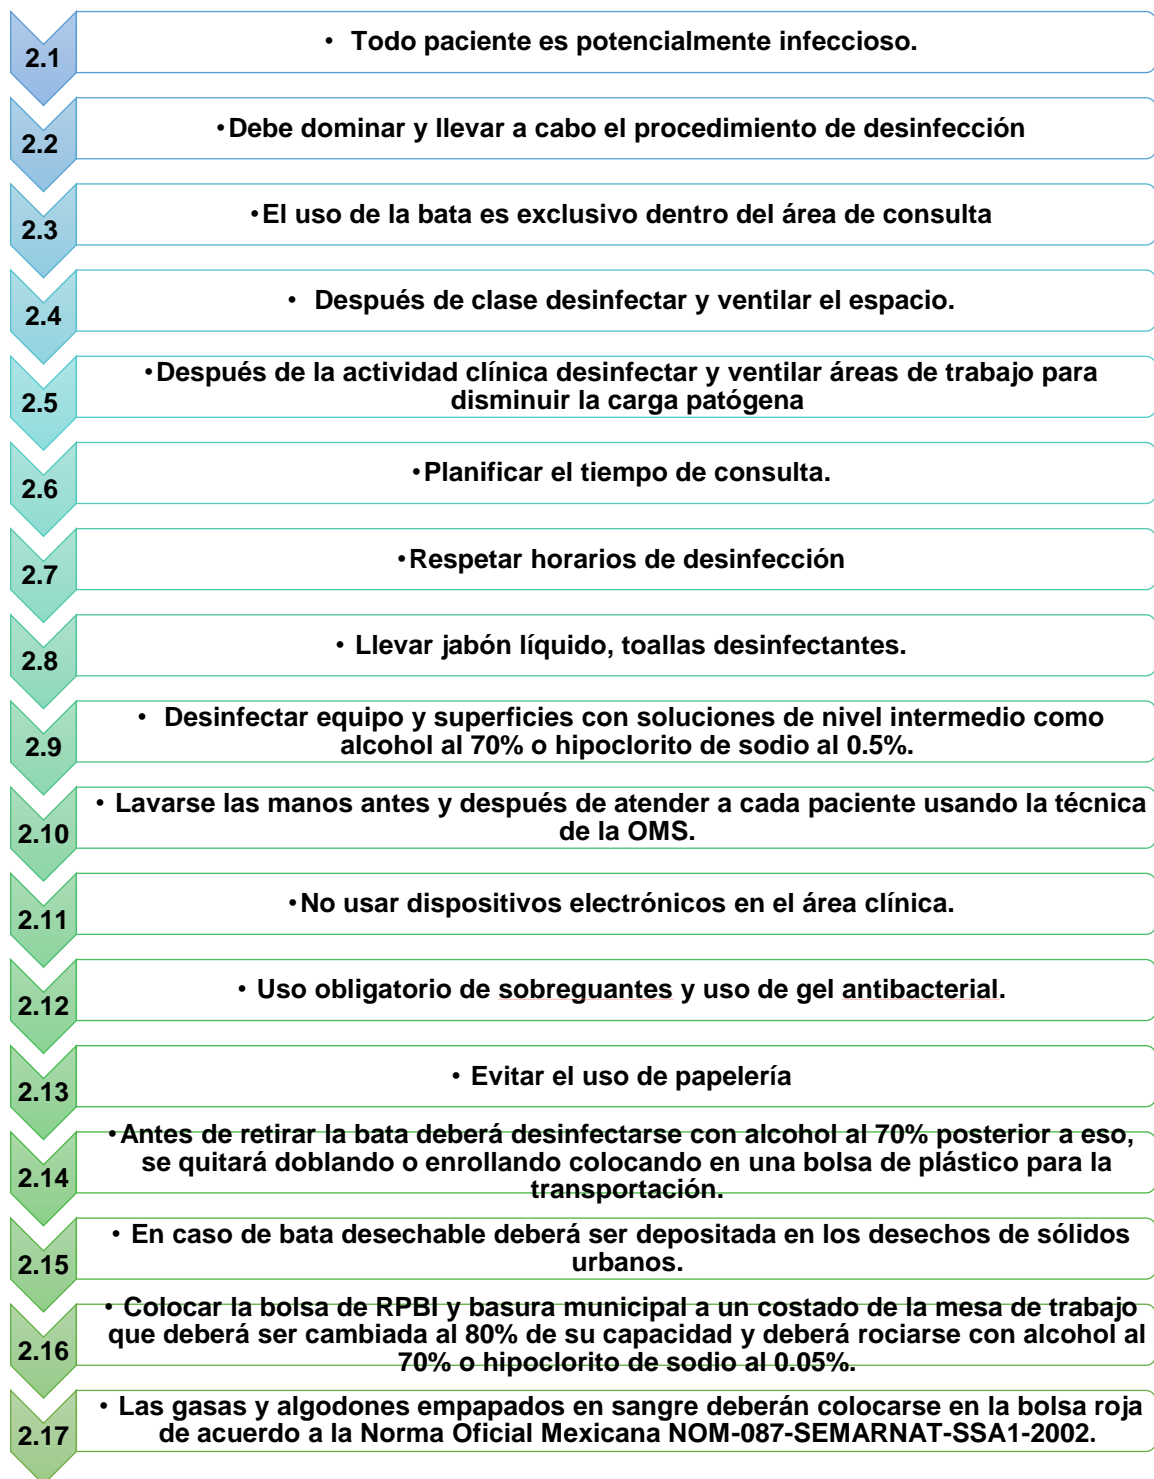 2.1
• Todo paciente es potencialmente infeccioso.
2.2
•Debe dominar y llevar a cabo el procedimiento de desinfección
2.3
•El uso de la bata es exclusivo dentro del área de consulta
2.4
• Después de clase desinfectar y ventilar el espacio.
2.5
•Después de la actividad clínica desinfectar y ventilar áreas de trabajo para
disminuir la carga patógena
2.6
•Planificar el tiempo de consulta.
2.7
•Respetar horarios de desinfección
2.8
• Llevar jabón líquido, toallas desinfectantes.
2.9
• Desinfectar equipo y superficies con soluciones de nivel intermedio como
alcohol al 70% o hipoclorito de sodio al 0.5%.
2.10
• Lavarse las manos antes y después de atender a cada paciente usando la técnica
de la OMS.
2.11
•No usar dispositivos electrónicos en el área clínica.
2.12
• Uso obligatorio de sobreguantes y uso de gel antibacterial.
2.13
• Evitar el uso de papelería
2.14
•Antes de retirar la bata deberá desinfectarse con alcohol al 70% posterior a eso,
se quitará doblando o enrollando colocando en una bolsa de plástico para la
transportación.
2.15
• En caso de bata desechable deberá ser depositada en los desechos de sólidos
urbanos.
2.16
• Colocar la bolsa de RPBI y basura municipal a un costado de la mesa de trabajo
que deberá ser cambiada al 80% de su capacidad y deberá rociarse con alcohol al
70% o hipoclorito de sodio al 0.05%.
2.17
• Las gasas y algodones empapados en sangre deberán colocarse en la bolsa roja
de acuerdo a la Norma Oficial Mexicana NOM-087-SEMARNAT-SSA1-2002.